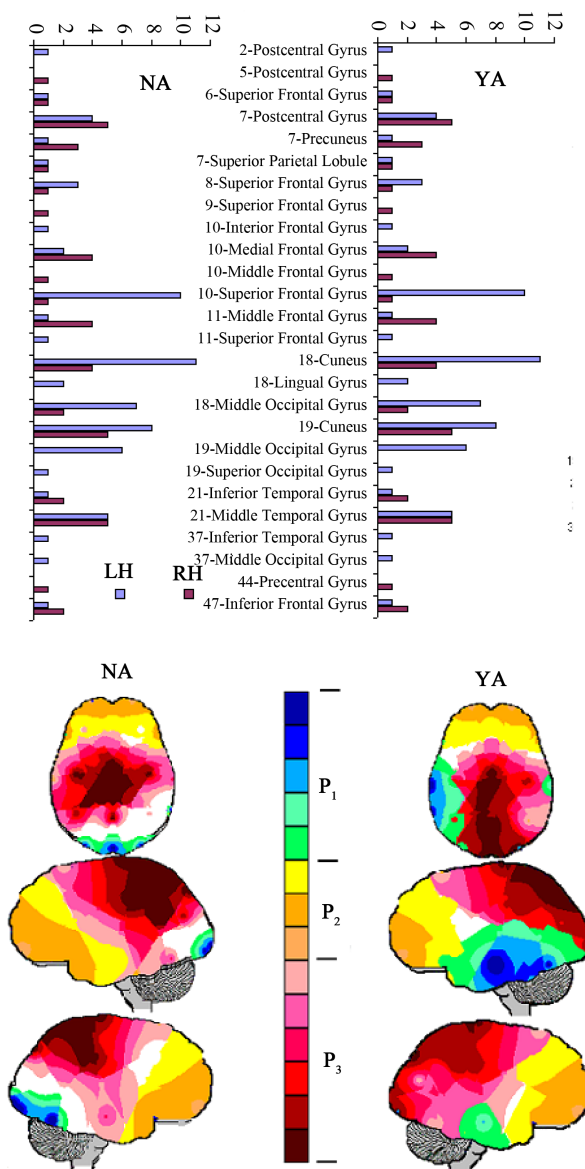 0 2 4 6 8 10 12
0 2 4 6 8 10 12
NA
YA
2-Postcentral Gyrus
5-Postcentral Gyrus
6-Superior Frontal Gyrus
7-Postcentral Gyrus
7-Precuneus
7-Superior Parietal Lobule
8-Superior Frontal Gyrus
9-Superior Frontal Gyrus
10-Interior Frontal Gyrus
10-Medial Frontal Gyrus
10-Middle Frontal Gyrus
10-Superior Frontal Gyrus
11-Middle Frontal Gyrus
11-Superior Frontal Gyrus
18-Cuneus
18-Lingual Gyrus
18-Middle Occipital Gyrus
19-Cuneus
19-Middle Occipital Gyrus
19-Superior Occipital Gyrus
21-Inferior Temporal Gyrus
21-Middle Temporal Gyrus
37-Inferior Temporal Gyrus
37-Middle Occipital Gyrus
44-Precentral Gyrus
47-Inferior Frontal Gyrus
LH RH
NA
YA
P1
P2
P3